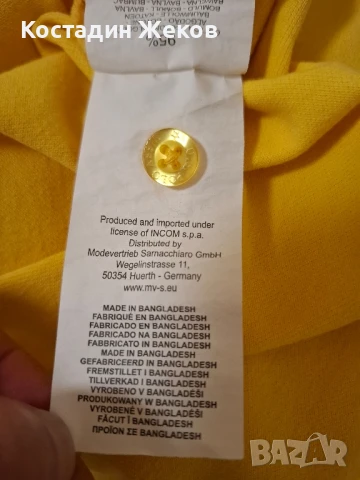 Костадин Жеков
95%
Produced and imported under
license of INCOM s.p.a.
Distributed by
Modevertrieb Sarnacchiaro GmbH
Wegelinstrasse 11,
50354 Huerth - Germany
www.mv-s.eu
MADE IN BANGLADESH
FABRIQUÉ EN BANGLADESH
FABRICADO EN BANGLADESH
FABRICADO NA BANGLADESH
FABBRICATO IN BANGLADESH
MADE IN BANGLADESH
GEFABRICEERD IN BANGLADESH
FREMSTILLET I BANGLADESH
TILLVERKAD I BANGLADESH
VYROBENO V BANGLADÉŠI
PRODUKOWANY W BANGLADESH
VYROBENÉ V BANGLADÉŠI
FĂCUT Î BANGLADESH
ΠΡΟΪΟΝ ΣΕ BANGLADESH
BAZAR